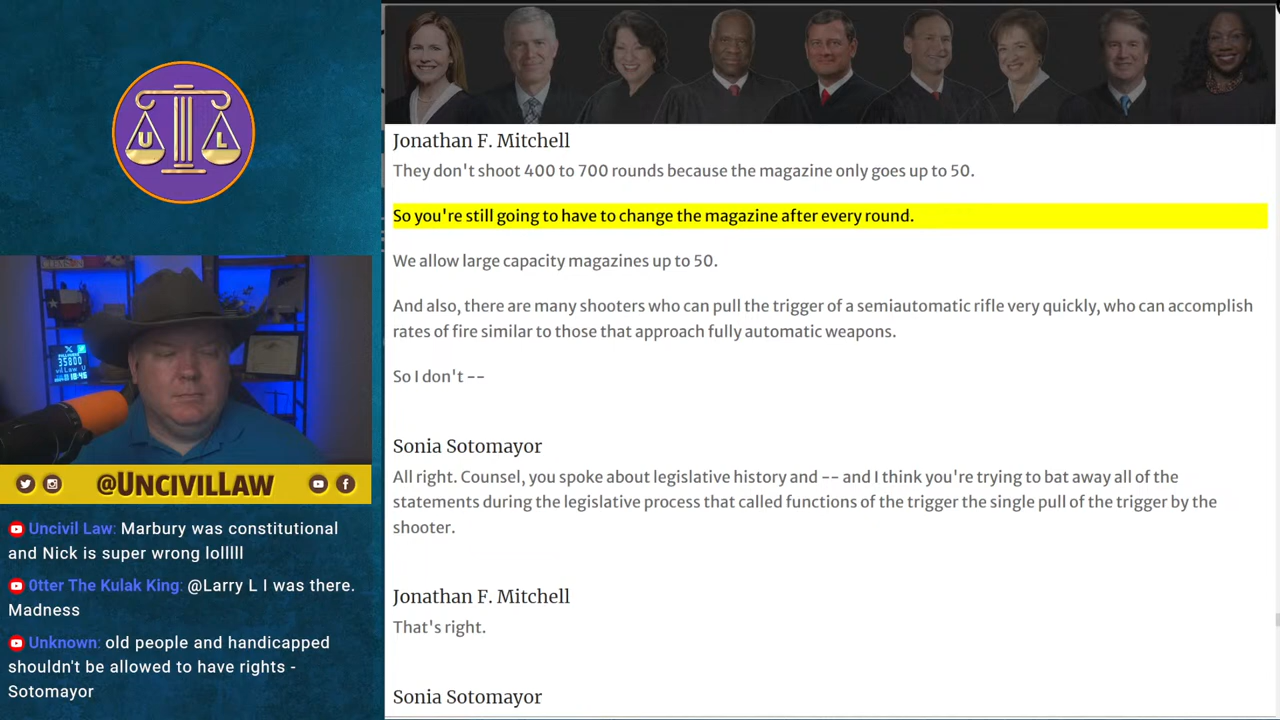 U L
X
35800
18:46
@UNCIVILLAW
Uncivil Law: Marbury was constitutional
and Nick is super wrong lolllll
0tter The Kulak King: @Larry L I was there.
Madness
Unknown: old people and handicapped
shouldn't be allowed to have rights -
Sotomayor
Jonathan F. Mitchell
They don't shoot 400 to 700 rounds because the magazine only goes up to 50.
So you're still going to have to change the magazine after every round.
We allow large capacity magazines up to 50.
And also, there are many shooters who can pull the trigger of a semiautomatic rifle very quickly, who can accomplish
rates of fire similar to those that approach fully automatic weapons.
So I don't --
Sonia Sotomayor
All right. Counsel, you spoke about legislative history and -- and I think you're trying to bat away all of the
statements during the legislative process that called functions of the trigger the single pull of the trigger by the
shooter.
Jonathan F. Mitchell
That's right.
Sonia Sotomayor